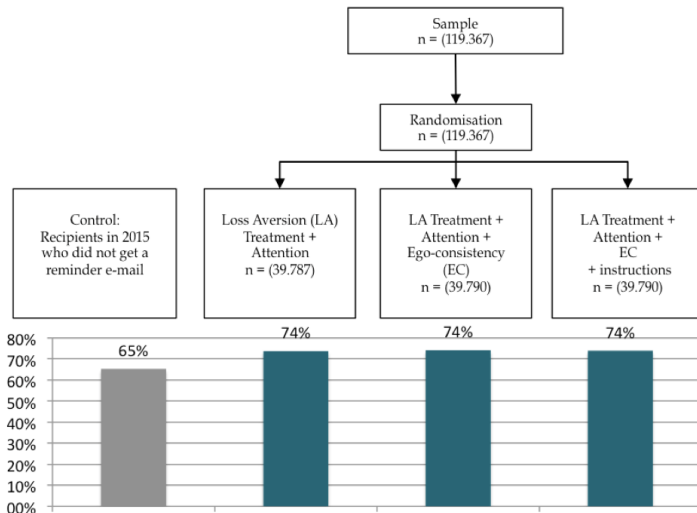 Sample
n = (119.367)
Randomisation
n = (119.367)
Control:
Recipients in 2015
who did not get a
reminder e-mail
Loss Aversion (LA)
Treatment +
Attention
n = (39.787)
LA Treatment +
Attention +
Ego-consistency
(EC)
n = (39.790)
LA Treatment +
Attention +
EC
+ instructions
n = (39.790)
80%
70%
60%
50%
40%
30%
20%
10%
00%
65%
74%
74%
74%